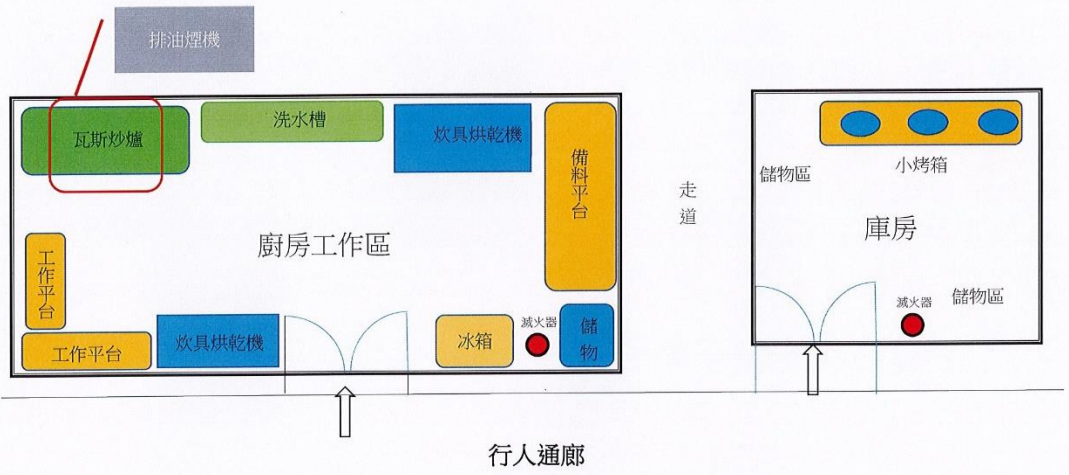 排油煙機
瓦斯炒爐
洗水槽
炊具烘乾機
備料平台
走道
儲物區
小烤箱
庫房
廚房工作區
工作平台
工作平台
炊具烘乾機
冰箱
滅火器
儲物
滅火器
儲物區
行人通廊